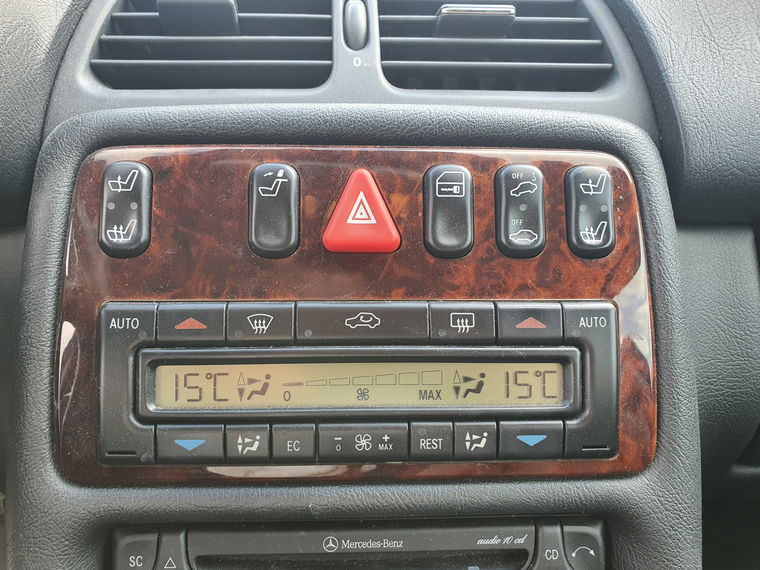 0
OFF
OFF
AUTO AUTO
15°C 0 MAX 15°C
EC - 0 + MAX REST
Mercedes-Benz audio 10 cd
SC CD